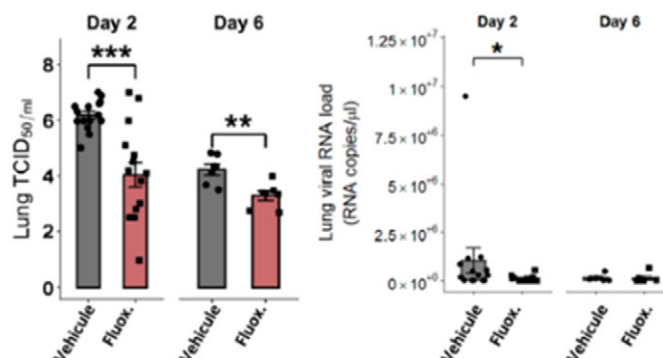 Day 2
Day 6
***
**
8
6
4
2
0
Lung TCID50/ml
Vehicule
Fluox.
Vehicule
Fluox.
Day 2
Day 6
*
1.25 × 10+7
1 × 10+7
7.5 × 10+6
5 × 10+6
2.5 × 10+6
0 × 10+0
Lung viral RNA load
(RNA copies/µl)
Vehicule
Fluox.
Vehicule
Fluox.